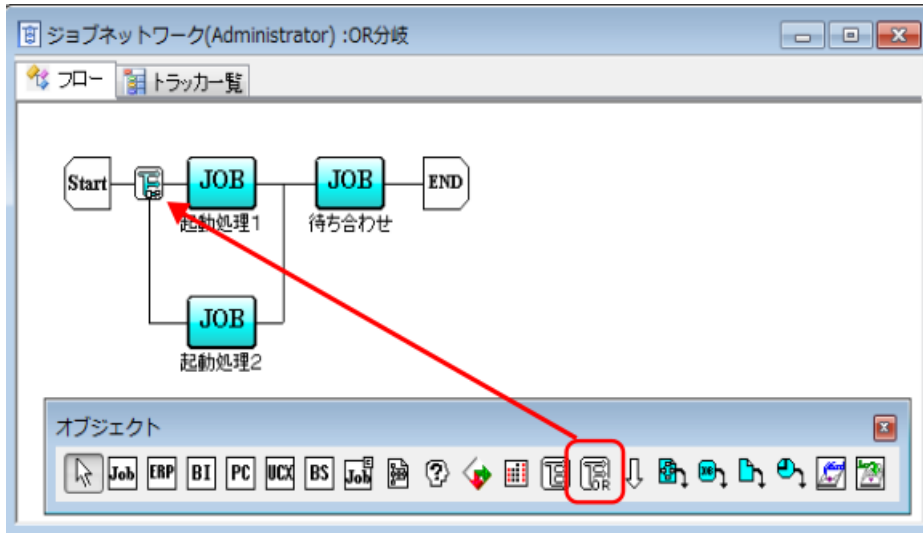 ジョブネットワーク(Administrator) :OR分岐
フロー トラッカ一覧
Start OR JOB JOB END
起動処理1 待ち合わせ
JOB
起動処理2
オブジェクト
Job ERP BI PC UCX BS Job OR